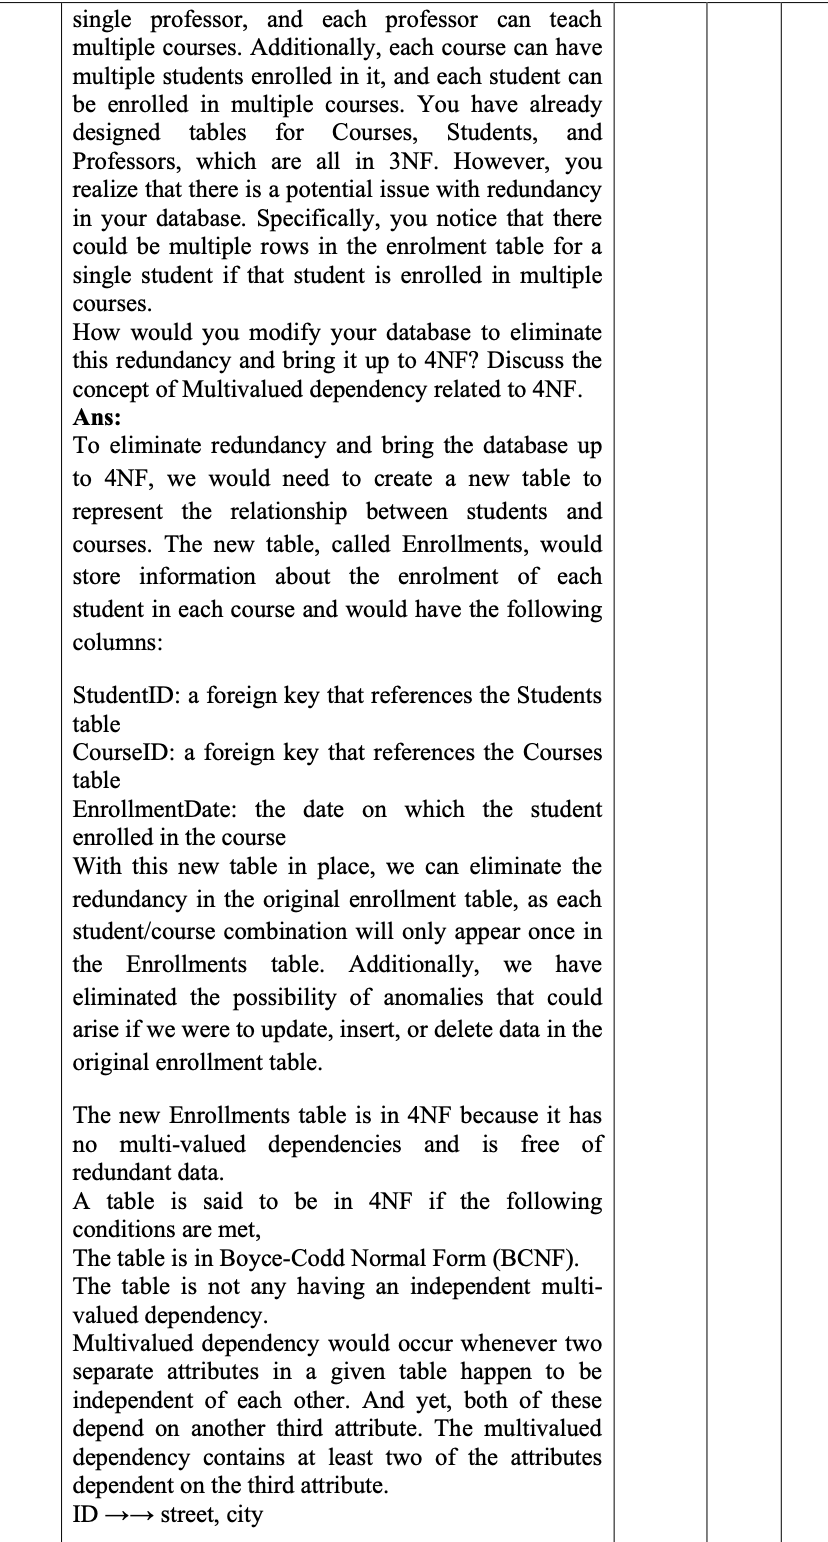 single professor, and each professor can teach
multiple courses. Additionally, each course can have
multiple students enrolled in it, and each student can
be enrolled in multiple courses. You have already
designed tables for Courses, Students, and
Professors, which are all in 3NF. However, you
realize that there is a potential issue with redundancy
in your database. Specifically, you notice that there
could be multiple rows in the enrolment table for a
single student if that student is enrolled in multiple
courses.
How would you modify your database to eliminate
this redundancy and bring it up to 4NF? Discuss the
concept of Multivalued dependency related to 4NF.
Ans:
To eliminate redundancy and bring the database up
to 4NF, we would need to create a new table to
represent the relationship between students and
courses. The new table, called Enrollments, would
store information about the enrolment of each
student in each course and would have the following
columns:
StudentID: a foreign key that references the Students
table
CourseID: a foreign key that references the Courses
table
EnrollmentDate: the date on which the student
enrolled in the course
With this new table in place, we can eliminate the
redundancy in the original enrollment table, as each
student/course combination will only appear once in
the Enrollments table. Additionally, we have
eliminated the possibility of anomalies that could
arise if we were to update, insert, or delete data in the
original enrollment table.
The new Enrollments table is in 4NF because it has
no multi-valued dependencies and is free of
redundant data.
A table is said to be in 4NF if the following
conditions are met,
The table is in Boyce-Codd Normal Form (BCNF).
The table is not any having an independent multi-
valued dependency.
Multivalued dependency would occur whenever two
separate attributes in a given table happen to be
independent of each other. And yet, both of these
depend on another third attribute. The multivalued
dependency contains at least two of the attributes
dependent on the third attribute.
ID →→ street, city